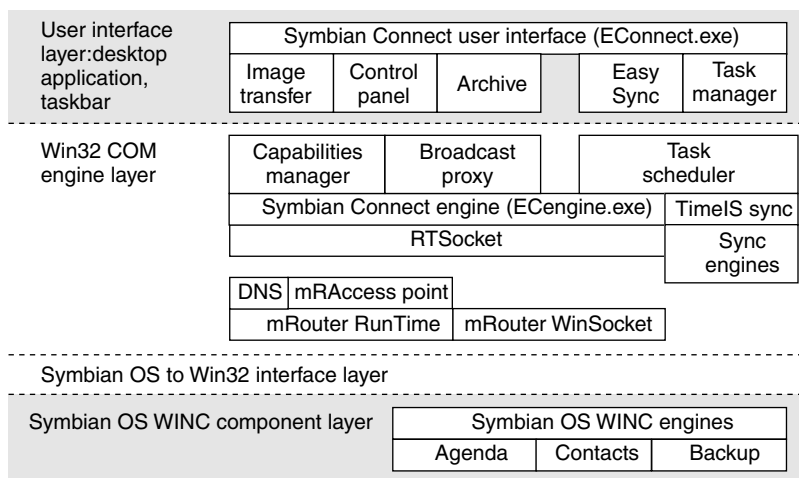 User interface
layer:desktop
application,
taskbar
Symbian Connect user interface (EConnect.exe)
Image
transfer
Control
panel
Archive
Easy
Sync
Task
manager
Win32 COM
engine layer
Capabilities
manager
Broadcast
proxy
Task
scheduler
Symbian Connect engine (ECengine.exe)
TimeIS sync
RTSocket
Sync
engines
DNS
mRAccess point
mRouter RunTime
mRouter WinSocket
Symbian OS to Win32 interface layer
Symbian OS WINC component layer
Symbian OS WINC engines
Agenda
Contacts
Backup